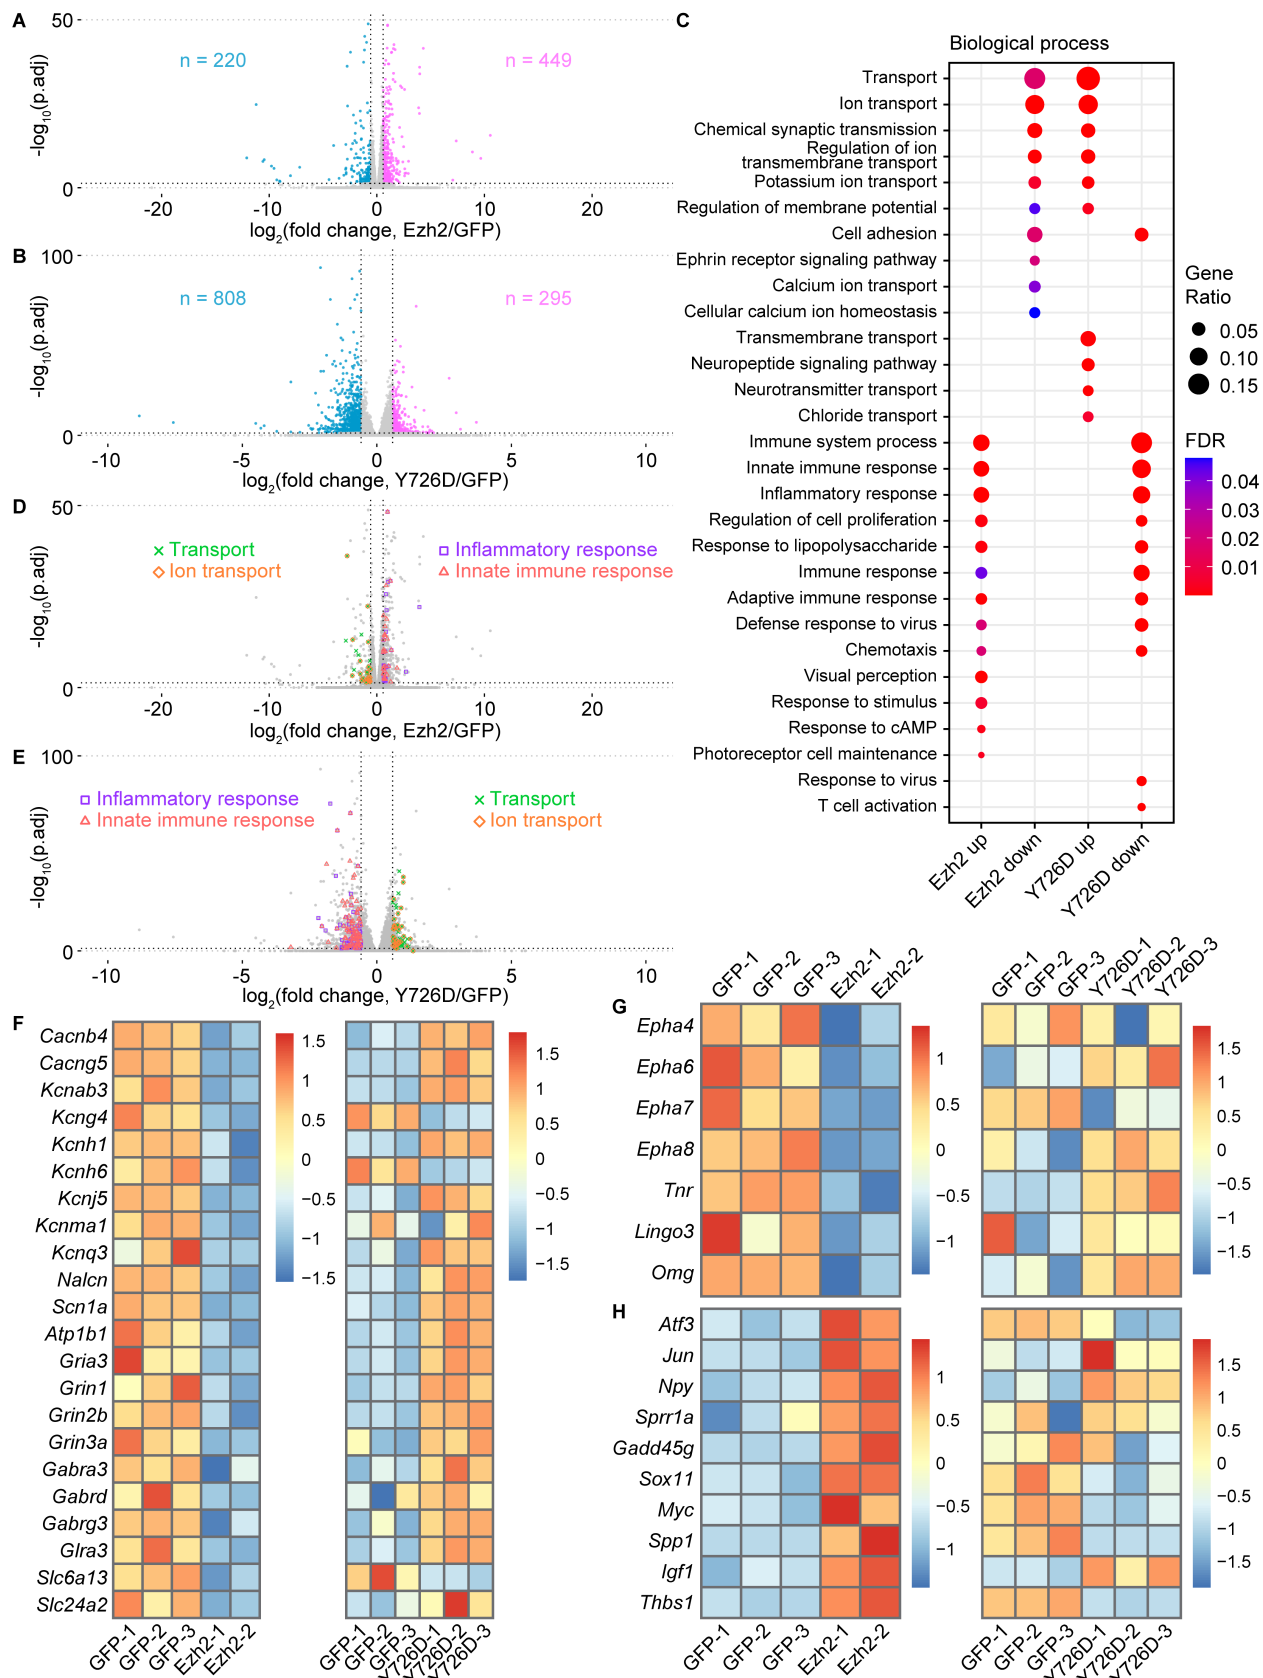 A
50
0
-log10(p.adj)
n = 220
n = 449
-20
-10
0
10
20
log2(fold change, Ezh2/GFP)
B
100
0
-log10(p.adj)
n = 808
n = 295
-10
-5
0
5
10
log2(fold change, Y726D/GFP)
C
Biological process
Transport
Ion transport
Chemical synaptic transmission
Regulation of ion
transmembrane transport
Potassium ion transport
Regulation of membrane potential
Cell adhesion
Ephrin receptor signaling pathway
Calcium ion transport
Cellular calcium ion homeostasis
Transmembrane transport
Neuropeptide signaling pathway
Neurotransmitter transport
Chloride transport
Immune system process
Innate immune response
Inflammatory response
Regulation of cell proliferation
Response to lipopolysaccharide
Immune response
Adaptive immune response
Defense response to virus
Chemotaxis
Visual perception
Response to stimulus
Response to cAMP
Photoreceptor cell maintenance
Response to virus
T cell activation
Ezh2 up
Ezh2 down
Y726D up
Y726D down
Gene
Ratio
0.05
0.10
0.15
FDR
0.04
0.03
0.02
0.01
D
50
0
-log10(p.adj)
Transport
Ion transport
Inflammatory response
Innate immune response
-20
-10
0
10
20
log2(fold change, Ezh2/GFP)
E
100
0
-log10(p.adj)
Inflammatory response
Innate immune response
Transport
Ion transport
-10
-5
0
5
10
log2(fold change, Y726D/GFP)
F
Cacnb4
Cacng5
Kcnab3
Kcng4
Kcnh1
Kcnh6
Kcnj5
Kcnma1
Kcnq3
Nalcn
Scn1a
Atp1b1
Gria3
Grin1
Grin2b
Grin3a
Gabra3
Gabrd
Gabrg3
Glra3
Slc6a13
Slc24a2
GFP-1
GFP-2
GFP-3
Ezh2-1
Ezh2-2
1.5
1
0.5
0
−0.5
−1
−1.5
GFP-1
GFP-2
GFP-3
Y726D-1
Y726D-2
Y726D-3
1.5
1
0.5
0
−0.5
−1
−1.5
G
GFP-1
GFP-2
GFP-3
Ezh2-1
Ezh2-2
Epha4
Epha6
Epha7
Epha8
Tnr
Lingo3
Omg
1
0.5
0
−0.5
−1
GFP-1
GFP-2
GFP-3
Y726D-1
Y726D-2
Y726D-3
1.5
1
0.5
0
−0.5
−1
−1.5
H
Atf3
Jun
Npy
Sprr1a
Gadd45g
Sox11
Myc
Spp1
Igf1
Thbs1
GFP-1
GFP-2
GFP-3
Ezh2-1
Ezh2-2
1
0.5
0
−0.5
−1
GFP-1
GFP-2
GFP-3
Y726D-1
Y726D-2
Y726D-3
1.5
1
0.5
0
−0.5
−1
−1.5